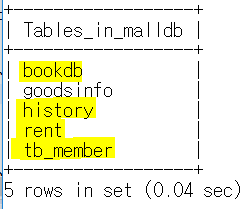 +------------------+
| Tables_in_malldb |
+------------------+
| bookdb           |
| goodsinfo        |
| history          |
| rent             |
| tb_member        |
+------------------+
5 rows in set (0.04 sec)